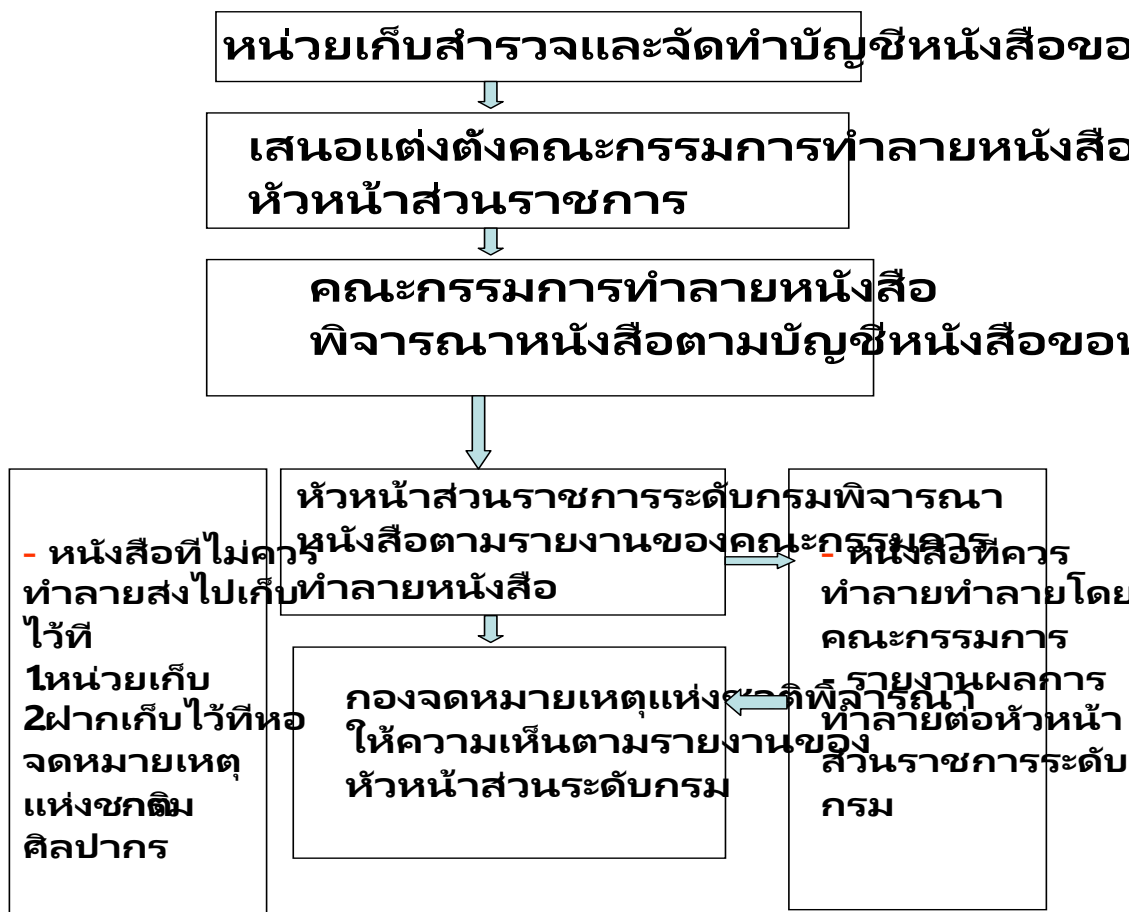 หน่วยเก็บสำรวจและจัดทำบัญชีหนังสือขอ
เสนอแต่งตั้งคณะกรรมการทำลายหนังสือ
หัวหน้าส่วนราชการ
คณะกรรมการทำลายหนังสือ
พิจารณาหนังสือตามบัญชีหนังสือขอ
- หนังสือที่ไม่ควร
ทำลายส่งไปเก็บ
ไว้ที่
1.หน่วยเก็บ
2.ฝากเก็บไว้ที่หอ
จดหมายเหตุ
แห่งชาติ กรม
ศิลปากร
หัวหน้าส่วนราชการระดับกรมพิจารณา
หนังสือตามรายงานของคณะกรรมการ
ทำลายหนังสือ
กองจดหมายเหตุแห่งชาติพิจารณา
ให้ความเห็นตามรายงานของ
หัวหน้าส่วนระดับกรม
- หนังสือที่ควร
ทำลายทำลายโดย
คณะกรรมการ
- รายงานผลการ
ทำลายต่อหัวหน้า
ส่วนราชการระดับ
กรม